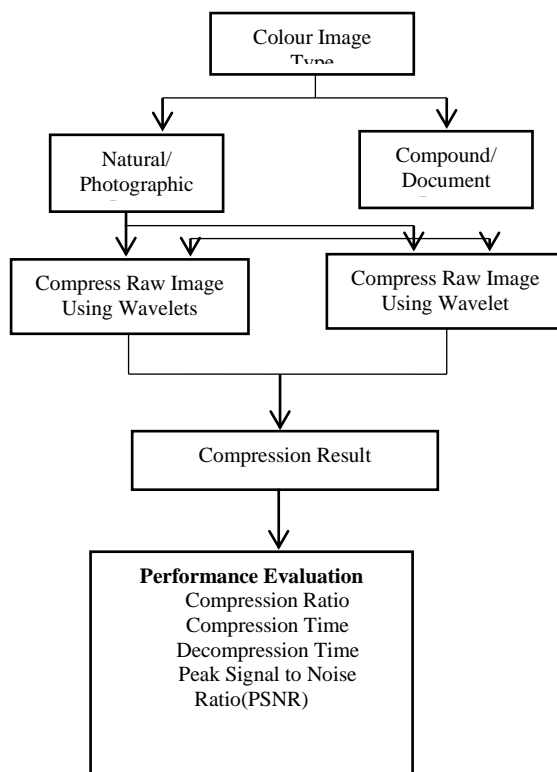 Colour Image
Type
Natural/
Photographic
Compound/
Document
Compress Raw Image
Using Wavelets
Compress Raw Image
Using Wavelet
Compression Result
Performance Evaluation
Compression Ratio
Compression Time
Decompression Time
Peak Signal to Noise
Ratio(PSNR)